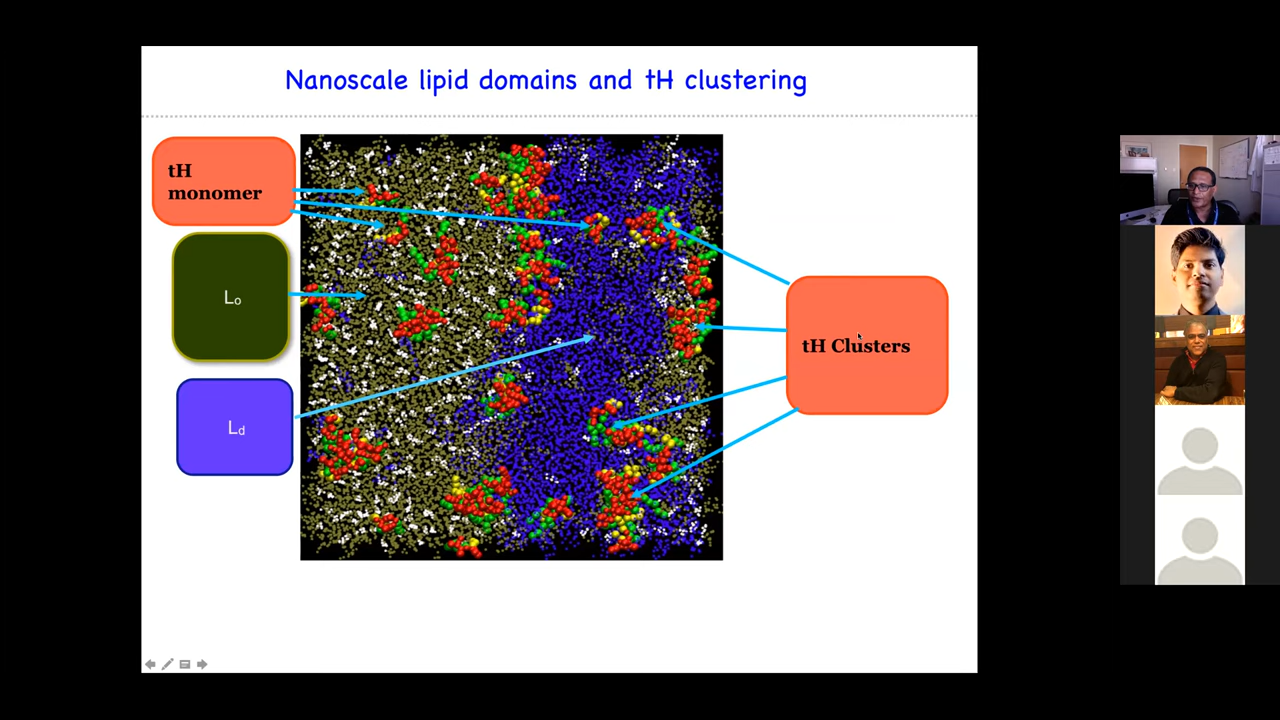 Nanoscale lipid domains and tH clustering
tH
monomer
Lo
Ld
tH Clusters